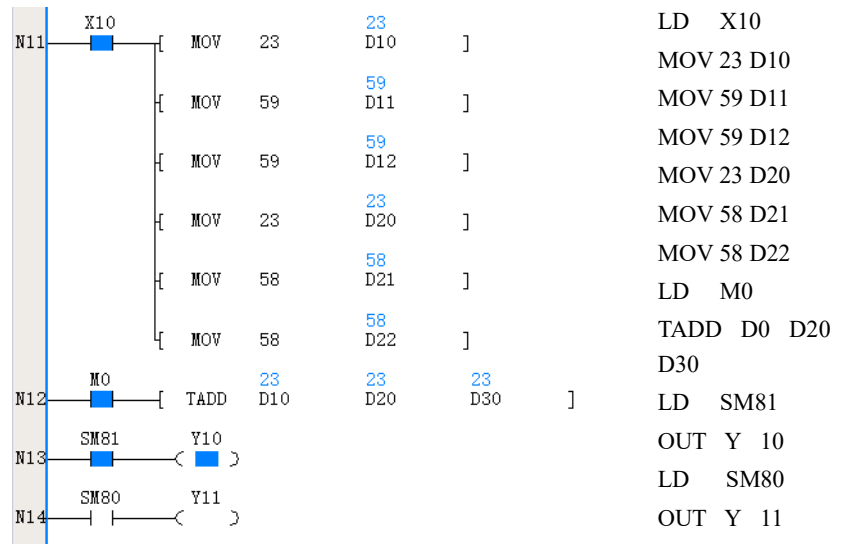 X10 23
N11 [ MOV 23 D10 ]
59
[ MOV 59 D11 ]
59
[ MOV 59 D12 ]
23
[ MOV 23 D20 ]
58
[ MOV 58 D21 ]
58
[ MOV 58 D22 ]
M0 23 23 23
N12 [ TADD D10 D20 D30 ]
SM81 Y10
N13 ( )
SM80 Y11
N14 ( )
LD X10
MOV 23 D10
MOV 59 D11
MOV 59 D12
MOV 23 D20
MOV 58 D21
MOV 58 D22
LD M0
TADD D0 D20
D30
LD SM81
OUT Y 10
LD SM80
OUT Y 11